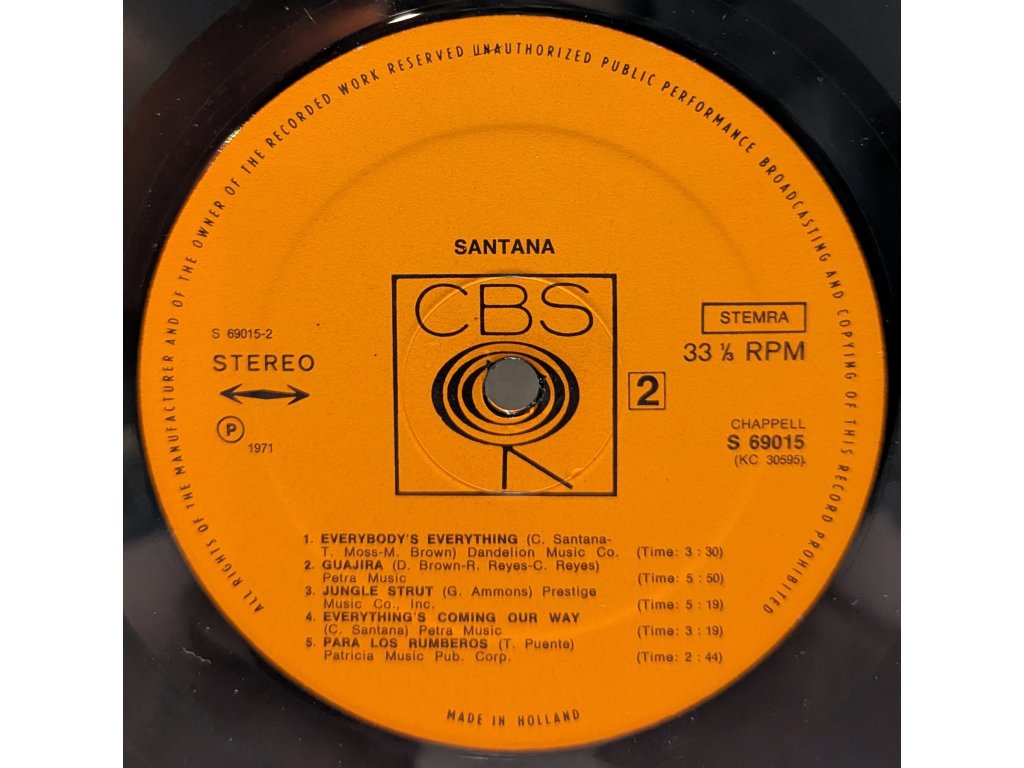 ALL RIGHTS OF THE MANUFACTURER AND OF THE OWNER OF THE RECORDED WORK RESERVED UNAUTHORIZED PUBLIC PERFORMANCE BROADCASTING AND COPYING OF THIS RECORD PROHIBITED
SANTANA
CBS
STEMRA
S 69015-2
33 ⅓ RPM
STEREO
2
P
1971
CHAPPELL
S 69015
(KC 30595)
1. EVERYBODY'S EVERYTHING (C. Santana-
T. Moss-M. Brown) Dandelion Music Co. (Time: 3 : 30)
2. GUAJIRA (D. Brown-R. Reyes-C. Reyes)
Petra Music (Time: 5 : 50)
3. JUNGLE STRUT (G. Ammons) Prestige
Music Co., Inc. (Time: 5 : 19)
4. EVERYTHING'S COMING OUR WAY
(C. Santana) Petra Music (Time: 3 : 19)
5. PARA LOS RUMBEROS (T. Puente)
Patricia Music Pub. Corp. (Time: 2 : 44)
MADE IN HOLLAND